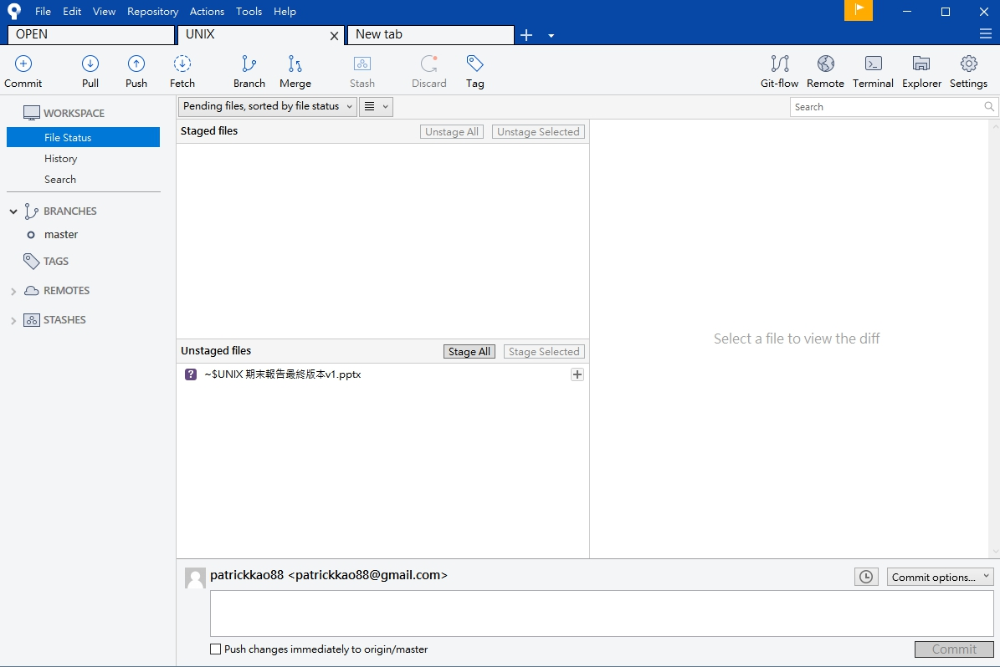 File Edit View Repository Actions Tools Help
OPEN UNIX New tab
Commit Pull Push Fetch Branch Merge Stash Discard Tag Git-flow Remote Terminal Explorer Settings
WORKSPACE
File Status
History
Search
BRANCHES
master
TAGS
REMOTES
STASHES
Pending files, sorted by file status
Search
Staged files Unstage All Unstage Selected
Unstaged files Stage All Stage Selected
? ~$UNIX 期末報告最終版本v1.pptx
Select a file to view the diff
patrickkao88 <patrickkao88@gmail.com>
Commit options...
Push changes immediately to origin/master
Commit